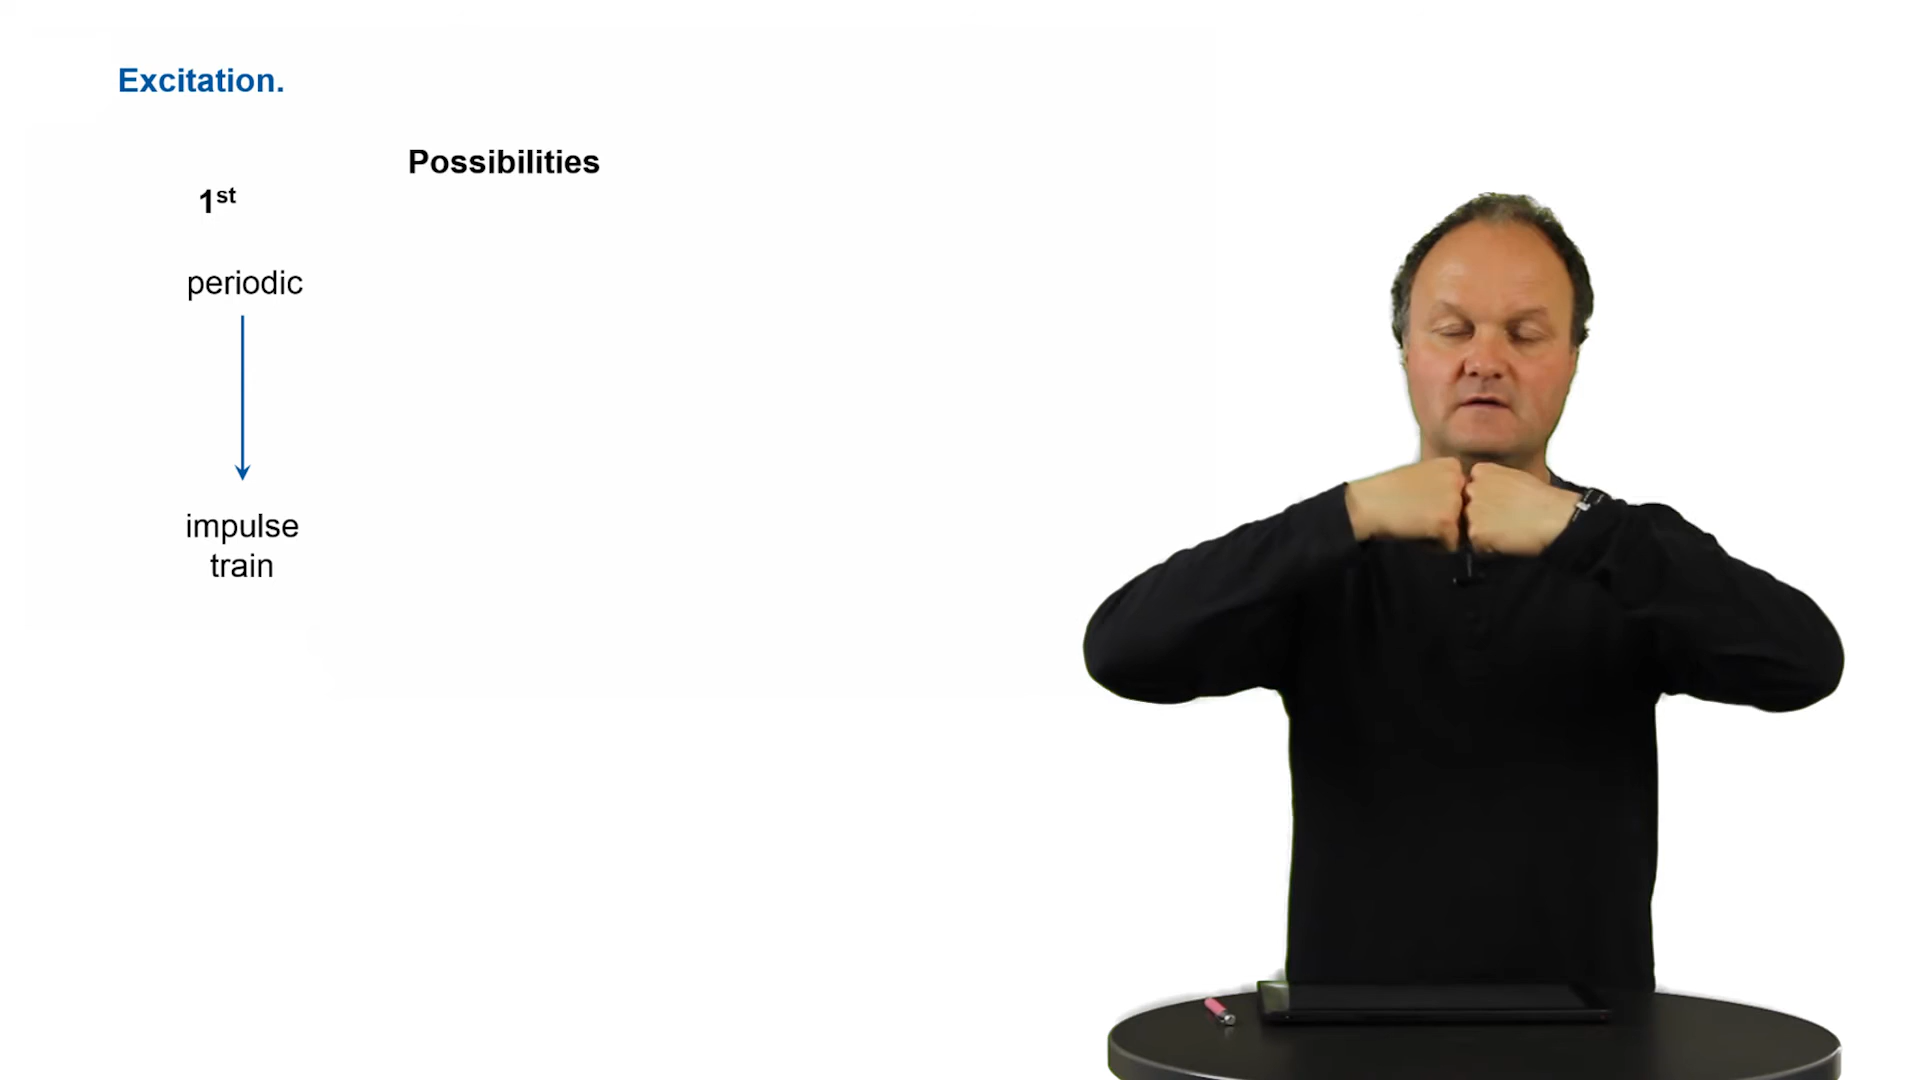 Excitation.
Possibilities
1st
periodic
impulse
train